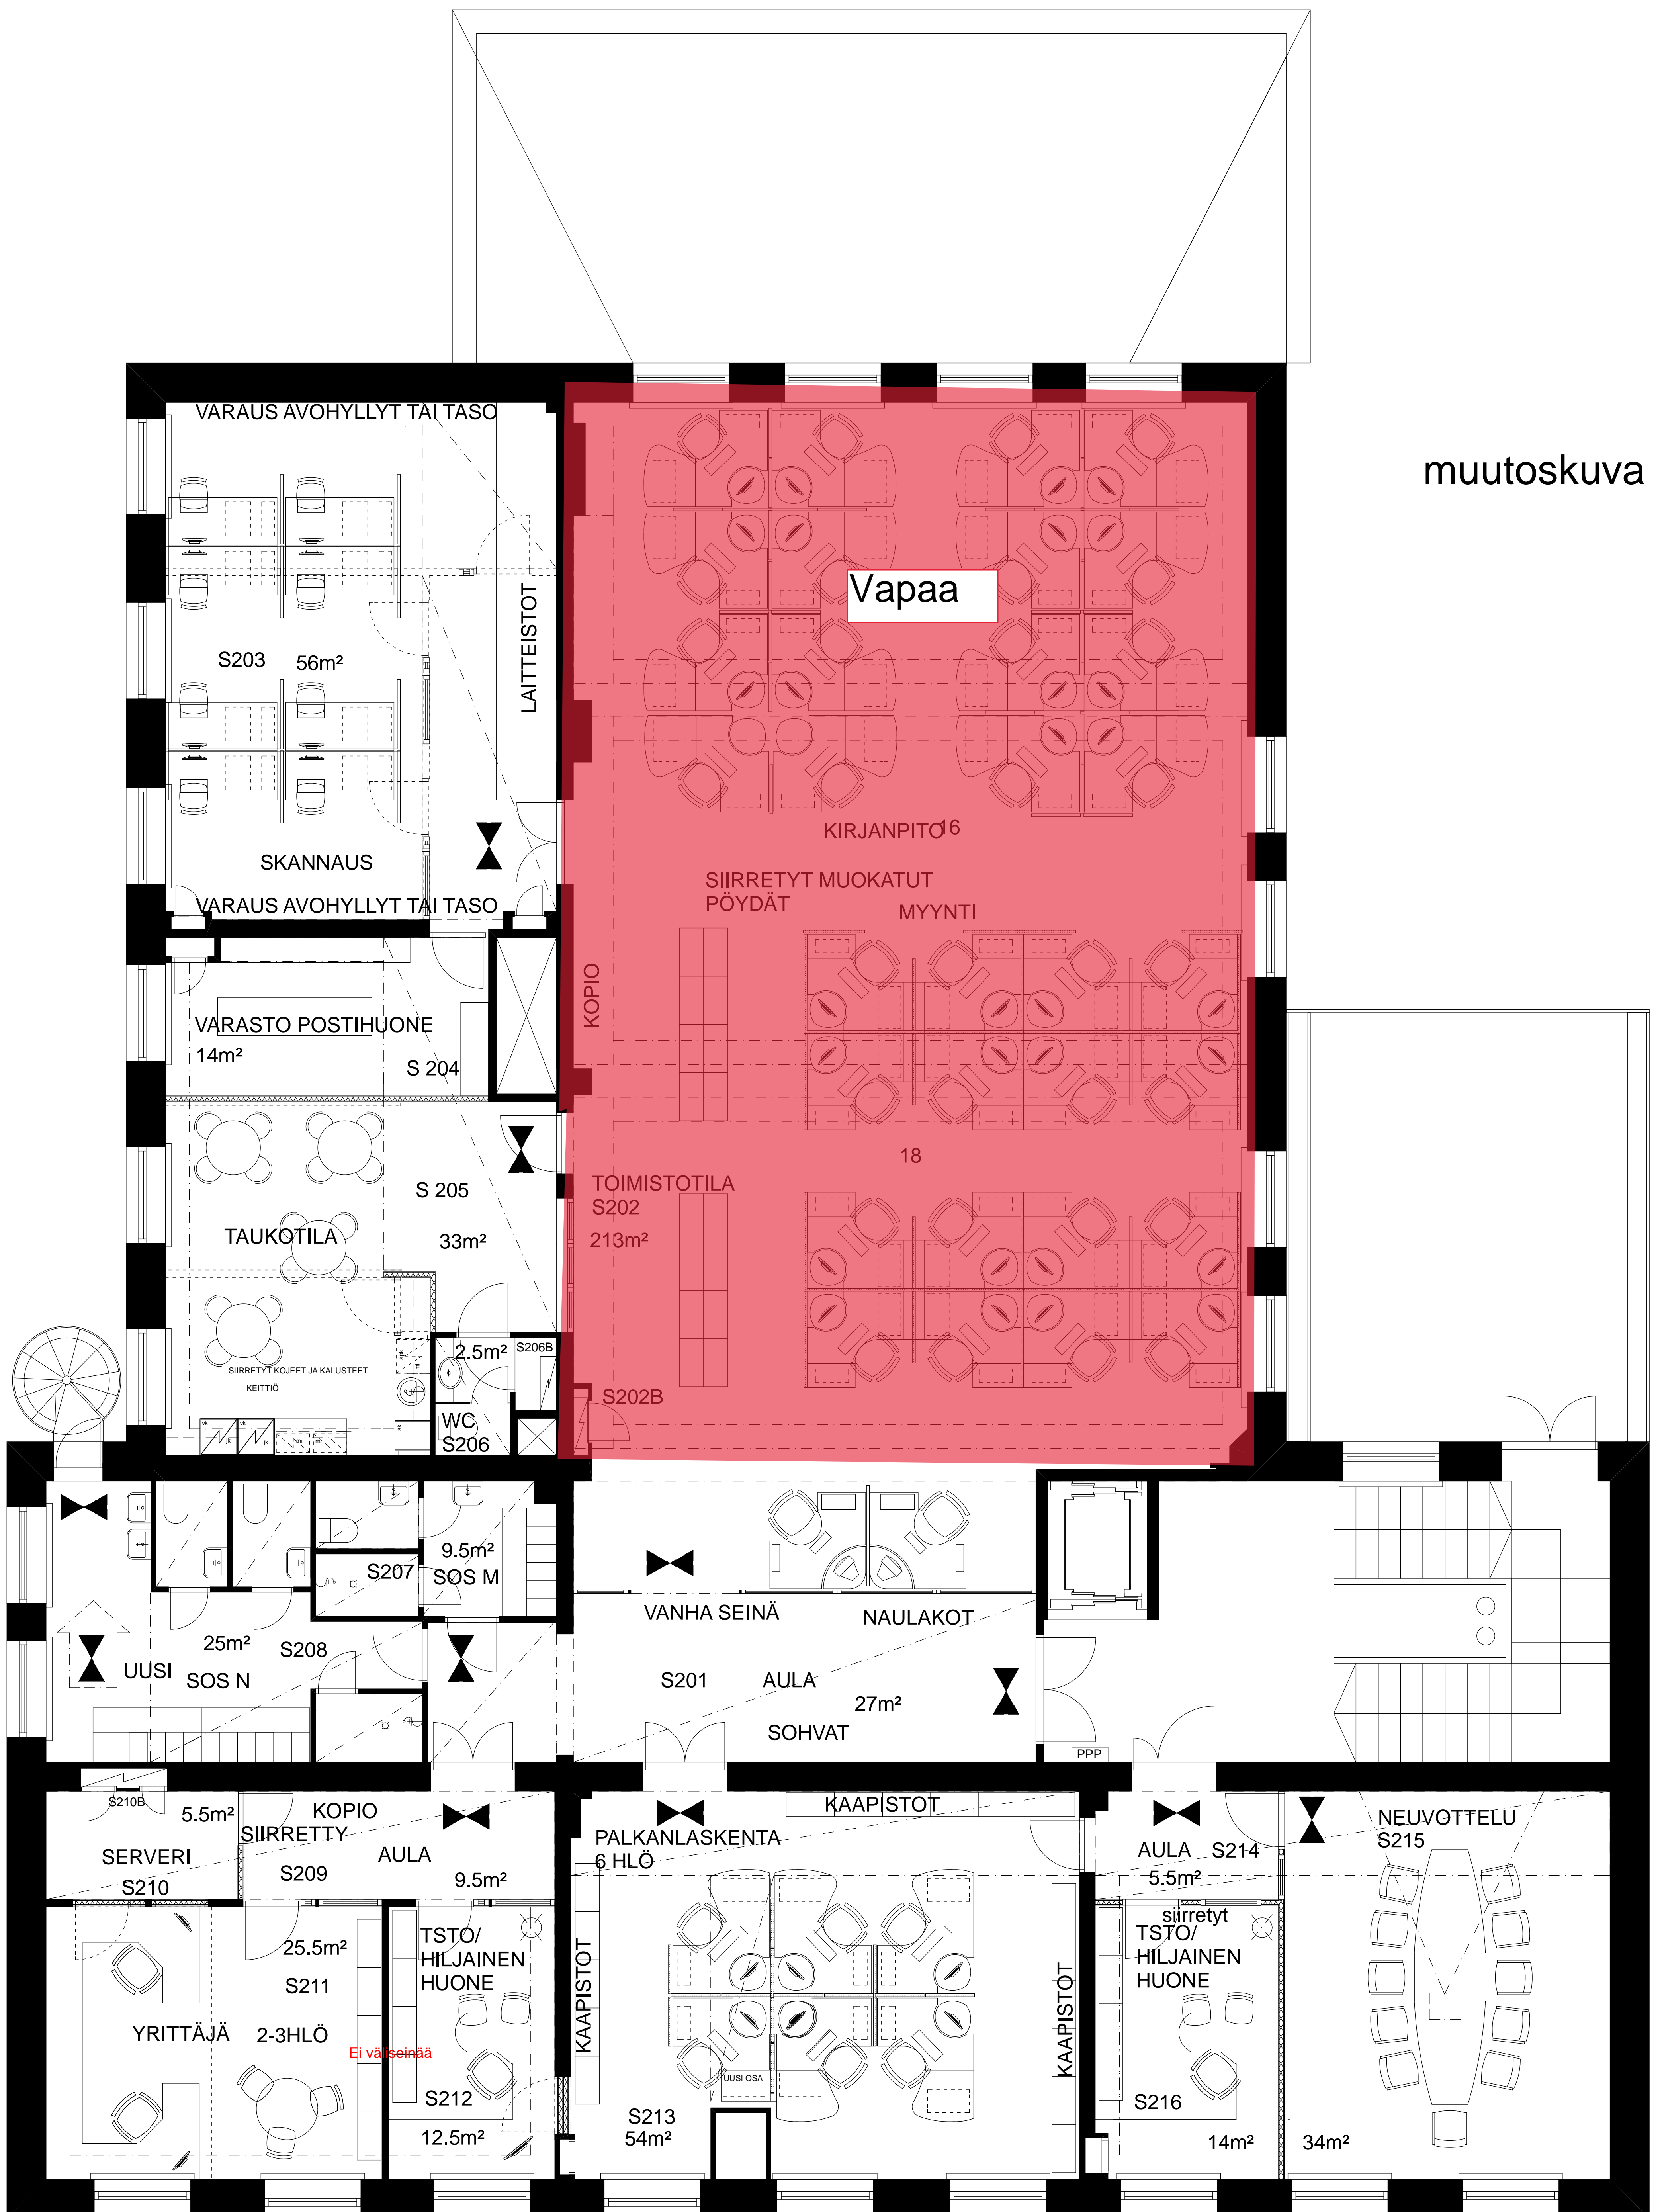 muutoskuva
VARAUS AVOHYLLYT TAI TASO
LAITTEISTOT
S203 56m²
SKANNAUS
VARAUS AVOHYLLYT TAI TASO
Vapaa
KIRJANPITO 16
SIIRRETYT MUOKATUT
PÖYDÄT
MYYNTI
KOPIO
18
TOIMISTOTILA
S202
213m²
S202B
VARASTO POSTIHUONE
14m²
S 204
S 205
TAUKOTILA
33m²
SIIRRETYT KOJEET JA KALUSTEET
KEITTIÖ
vk
jk
vk
jk
2.5m²
S206B
WC
S206
S207
9.5m²
SOS M
25m²
S208
UUSI
SOS N
VANHA SEINÄ
NAULAKOT
S201
AULA
27m²
SOHVAT
PPP
S210B
5.5m²
KOPIO
SIIRRETTY
SERVERI
S210
S209
AULA
9.5m²
25.5m²
S211
YRITTÄJÄ
2-3HLÖ
Ei väliseinää
TSTO/
HILJAINEN
HUONE
S212
12.5m²
KAAPISTOT
PALKANLASKENTA
6 HLÖ
KAAPISTOT
KAAPISTOT
UUSI OSA
S213
54m²
AULA
S214
5.5m²
siirretyt
TSTO/
HILJAINEN
HUONE
S216
14m²
NEUVOTTELU
S215
34m²